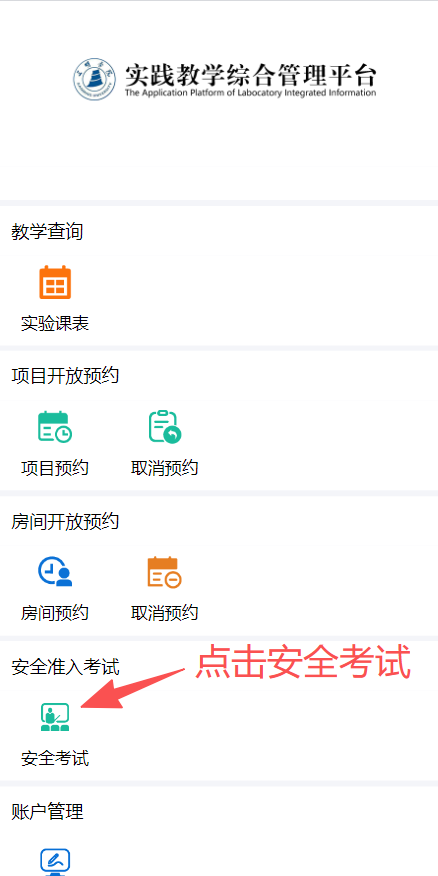 实践教学综合管理平台
The Application Platform of Labocatory Integrated Information
教学查询
实验课表
项目开放预约
项目预约
取消预约
房间开放预约
房间预约
取消预约
点击安全考试
安全准入考试
安全考试
账户管理